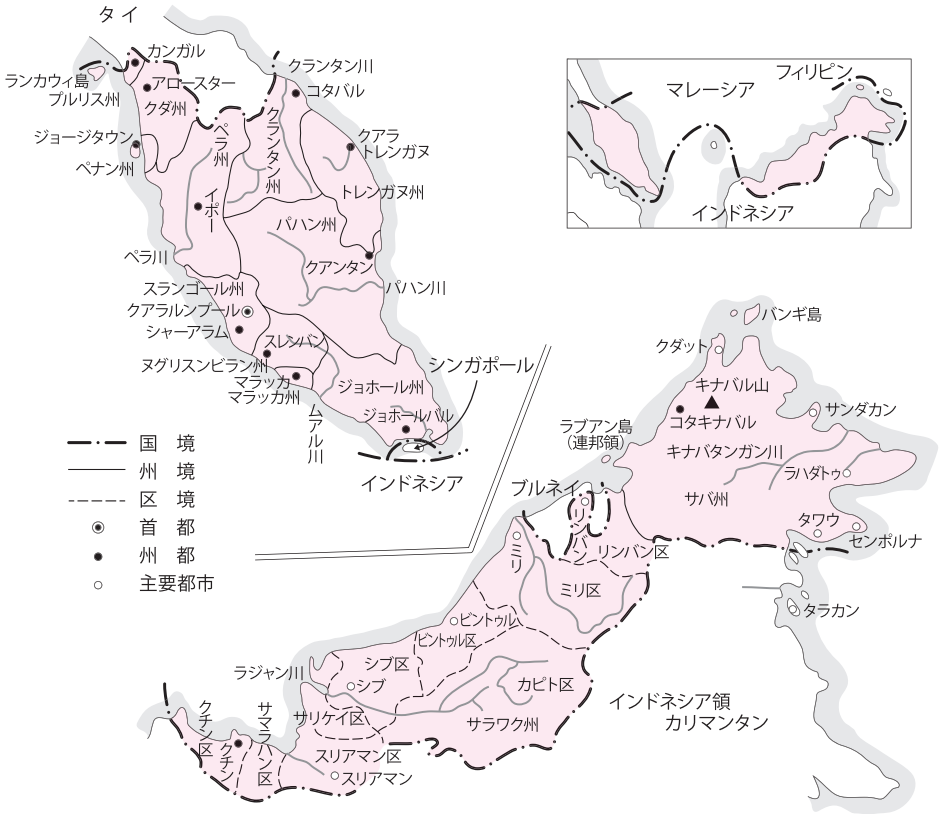 タイ
カンガル
ランカウィ島
プルリス州
アロースター
クダ州
クランタン川
コタバル
ジョージタウン
ペナン州
ペラ州
クランタン州
クアラ
トレンガヌ
トレンガヌ州
イポー
パハン州
ペラ川
クアンタン
スランゴール州
パハン川
クアラルンプール
シャーアラム
スレンバン
ヌグリスンビラン州
マラッカ
マラッカ州
ジョホール州
シンガポール
ジョホールバル
ムアル川
インドネシア
マレーシア
フィリピン
インドネシア
国境
州境
区境
首都
州都
主要都市
バンギ島
クダット
キナバル山
コタキナバル
サンダカン
ラブアン島
(連邦領)
キナバタンガン川
ラハダトゥ
サバ州
ブルネイ
リンバン
リンバン区
タワウ
センポルナ
ミリ
ミリ区
タラカン
ビントゥル
ビントゥル区
ラジャン川
シブ区
シブ
カピト区
サラワク州
サリケイ区
インドネシア領
カリマンタン
クチン区
クチン
サマラハン区
スリアマン区
スリアマン